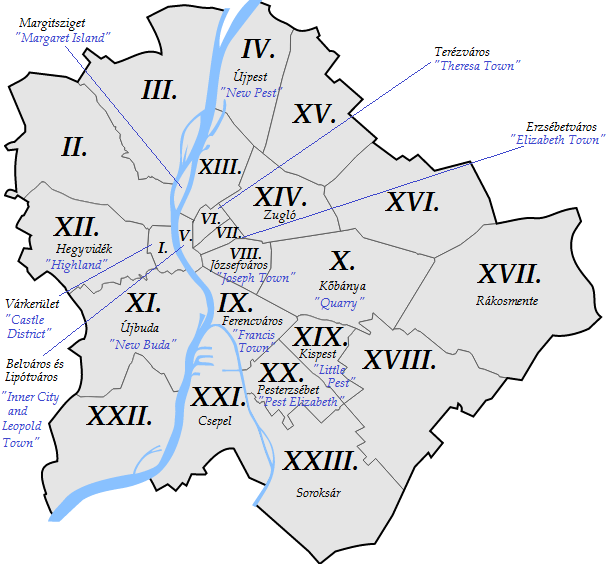 Margitsziget
"Margaret Island"
IV.
Újpest
"New Pest"
Terézváros
"Theresa Town"
III.
XV.
Erzsébetváros
"Elizabeth Town"
II.
XIII.
XIV.
Zugló
XVI.
XII.
Hegyvidék
"Highland"
I.
V.
VI.
VII.
VIII.
Józsefváros
"Joseph Town"
X.
Kőbánya
"Quarry"
XVII.
Rákosmente
Várkerület
"Castle
District"
XI.
Újbuda
"New Buda"
IX.
Ferencváros
"Francis
Town"
XIX.
Kispest
"Little
Pest"
XVIII.
Belváros és
Lipótváros
"Inner City
and
Leopold
Town"
XX.
Pesterzsébet
"Pest Elizabeth"
XXI.
Csepel
XXII.
XXIII.
Soroksár